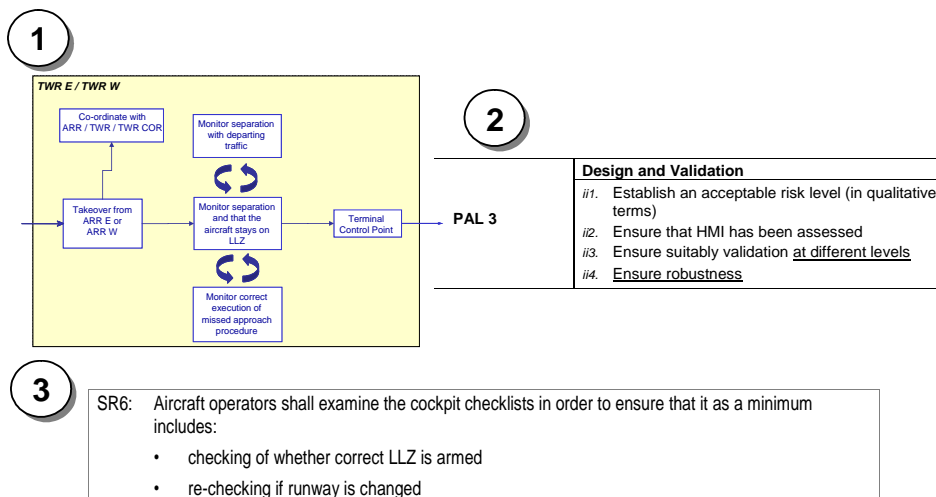 1
TWR E / TWR W
Co-ordinate with
ARR / TWR / TWR COR
Monitor separation
with departing
traffic
Takeover from
ARR E or
ARR W
Monitor separation
and that the
aircraft stays on
LLZ
Terminal
Control Point
Monitor correct
execution of
missed approach
procedure
2
PAL 3
Design and Validation
ii1. Establish an acceptable risk level (in qualitative
terms)
ii2. Ensure that HMI has been assessed
ii3. Ensure suitably validation at different levels
ii4. Ensure robustness
3
SR6: Aircraft operators shall examine the cockpit checklists in order to ensure that it as a minimum
includes:
• checking of whether correct LLZ is armed
• re-checking if runway is changed